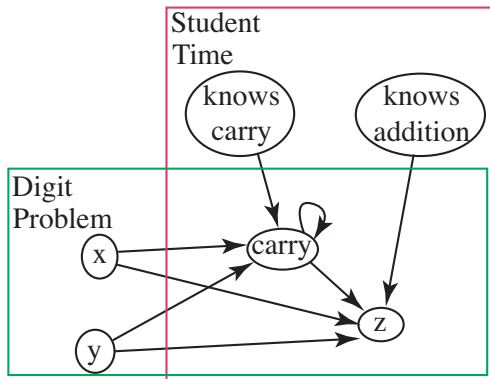 Student
Time
knows
carry
knows
addition
Digit
Problem
x
carry
z
y